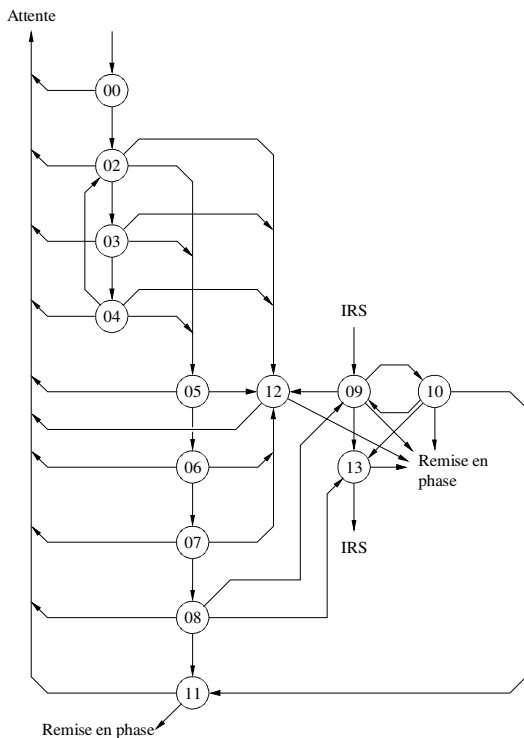 Attente
00
02
03
04
IRS
05
12
09
10
06
13
Remise en
phase
07
IRS
08
11
Remise en phase